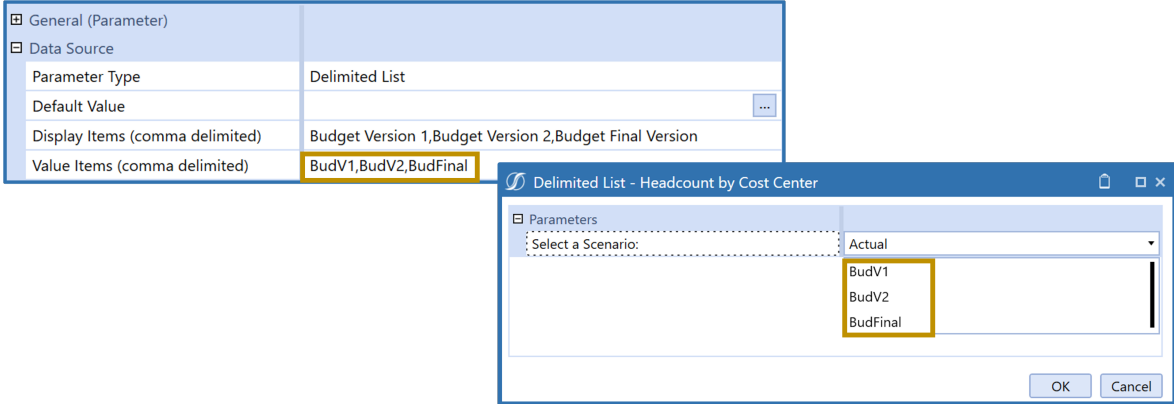 General (Parameter)
Data Source
Parameter Type Delimited List
Default Value ...
Display Items (comma delimited) Budget Version 1,Budget Version 2,Budget Final Version
Value Items (comma delimited) BudV1,BudV2,BudFinal
Delimited List - Headcount by Cost Center
Parameters
Select a Scenario: Actual
BudV1
BudV2
BudFinal
OK Cancel